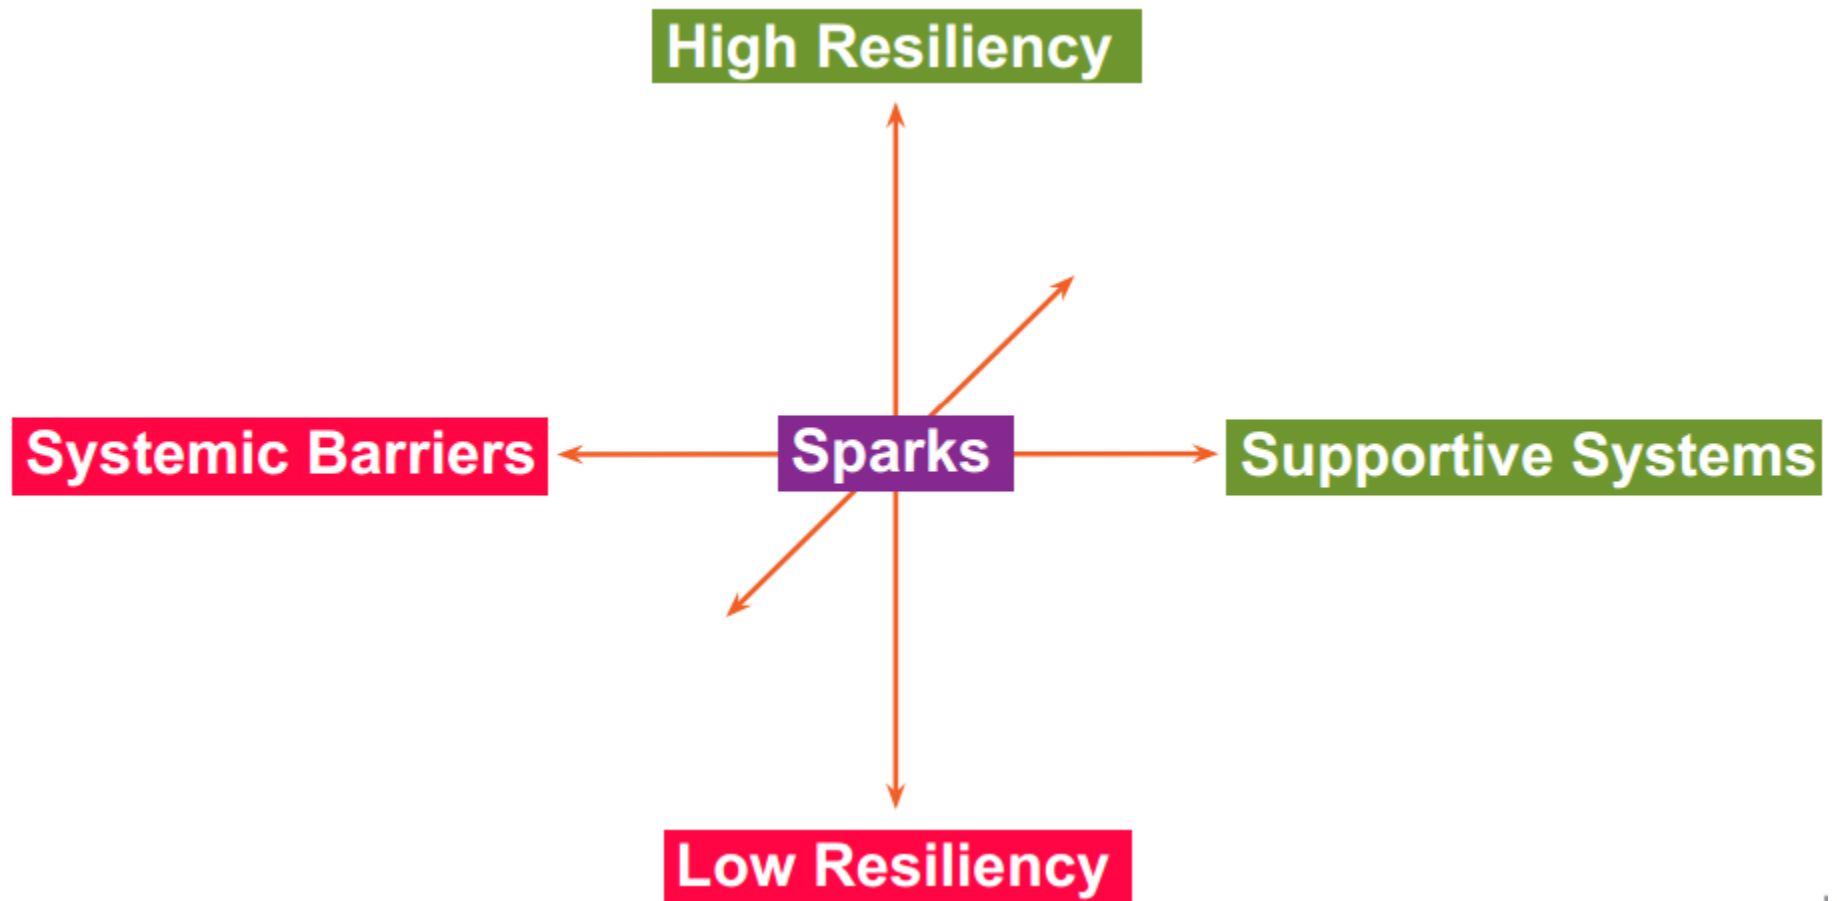 High Resiliency
Systemic Barriers
Sparks
Supportive Systems
Low Resiliency